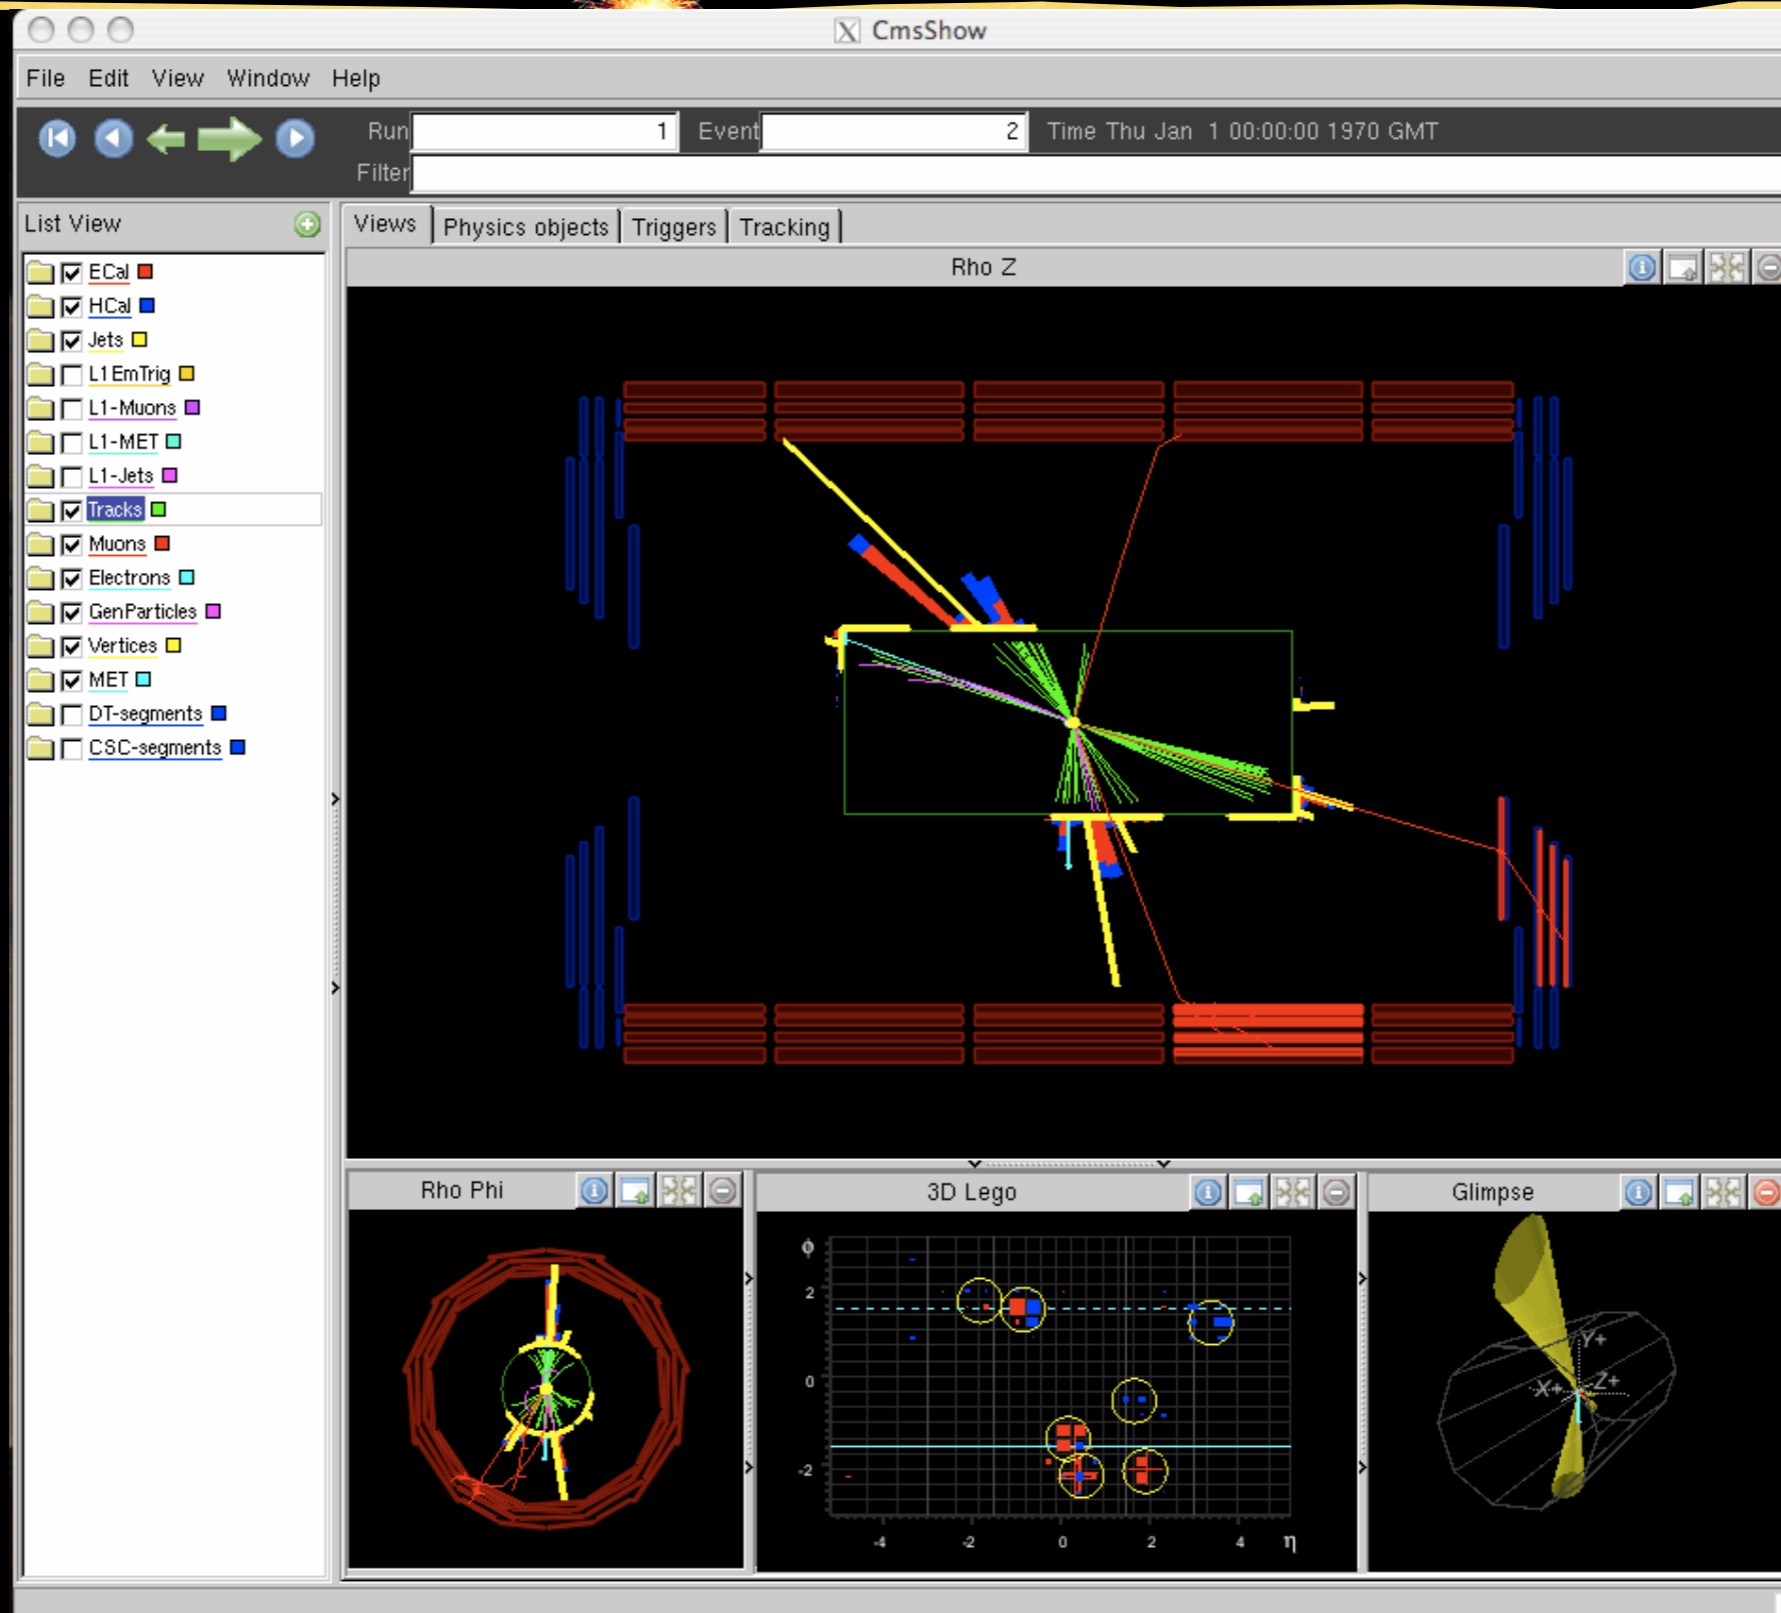 CmsShow
File Edit View Window Help
Run 1 Event 2 Time Thu Jan 1 00:00:00 1970 GMT
Filter
List View
Views Physics objects Triggers Tracking
Rho Z
ECal
HCal
Jets
L1EmTrig
L1-Muons
L1-MET
L1-Jets
Tracks
Muons
Electrons
GenParticles
Vertices
MET
DT-segments
CSC-segments
Rho Phi
3D Lego
ϕ
2
0
-2
-4 -2 0 2 4 η
Glimpse
Y+
X+ Z+